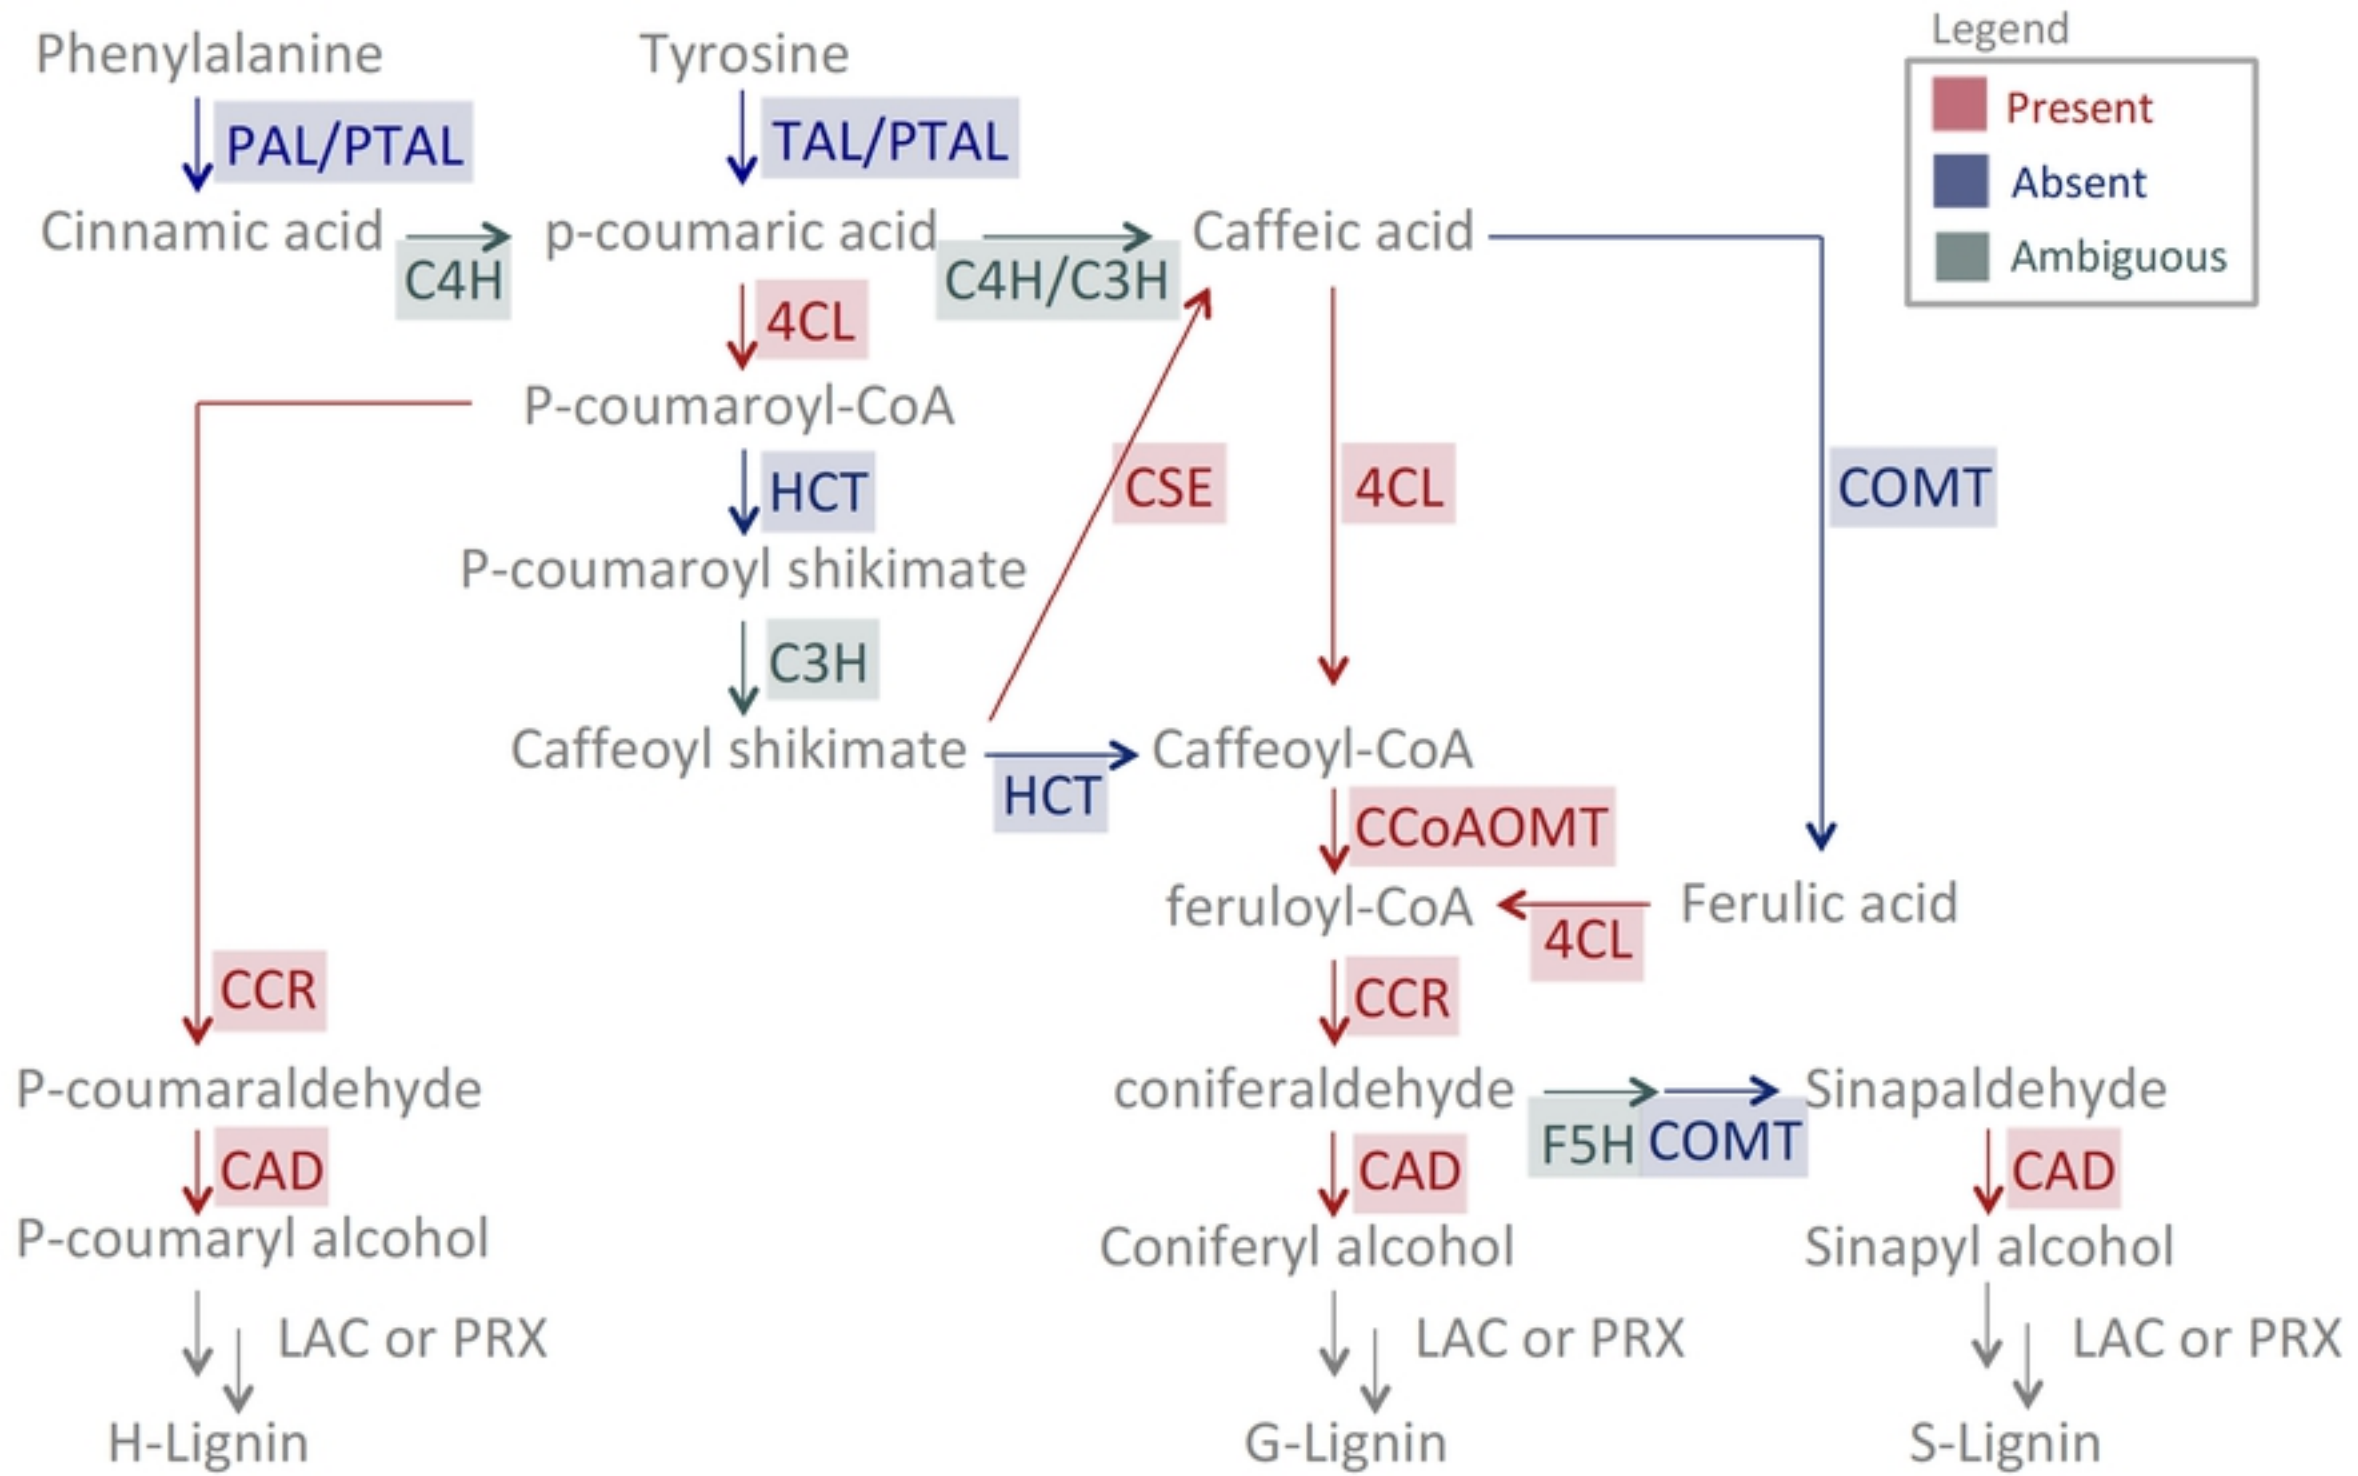 Legend
Phenylalanine
Tyrosine
Present
PAL/PTAL
TAL/PTAL
Absent
Cinnamic acid
p-coumaric acid
Caffeic acid
Ambiguous
C4H
C4H/C3H
4CL
P-coumaroyl-CoA
HCT
CSE
4CL
COMT
P-coumaroyl shikimate
C3H
Caffeoyl shikimate
Caffeoyl-CoA
HCT
CCoAOMT
feruloyl-CoA
Ferulic acid
4CL
CCR
CCR
P-coumaraldehyde
coniferaldehyde
Sinapaldehyde
F5H
COMT
CAD
CAD
CAD
P-coumaryl alcohol
Coniferyl alcohol
Sinapyl alcohol
LAC or PRX
LAC or PRX
LAC or PRX
H-Lignin
G-Lignin
S-Lignin